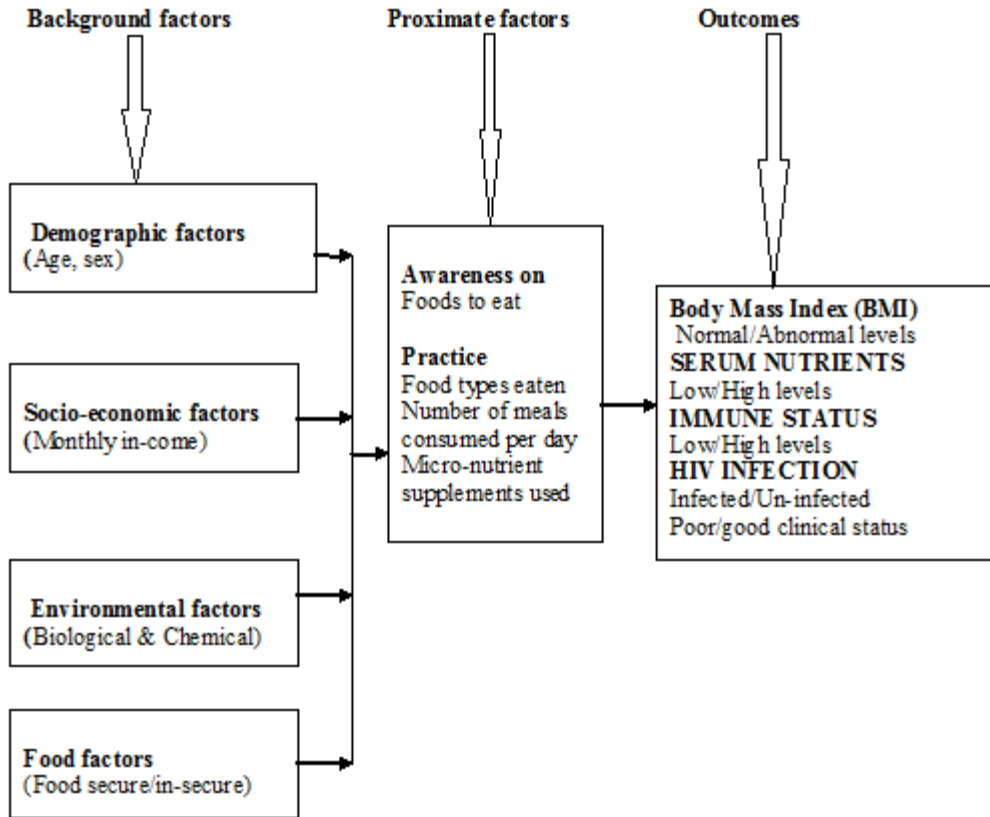 Background factors
Proximate factors
Outcomes
Demographic factors
(Age, sex)
Socio-economic factors
(Monthly in-come)
Environmental factors
(Biological & Chemical)
Food factors
(Food secure/in-secure)
Awareness on
Foods to eat
Practice
Food types eaten
Number of meals
consumed per day
Micro-nutrient
supplements used
Body Mass Index (BMI)
Normal/Abnormal levels
SERUM NUTRIENTS
Low/High levels
IMMUNE STATUS
Low/High levels
HIV INFECTION
Infected/Un-infected
Poor/good clinical status